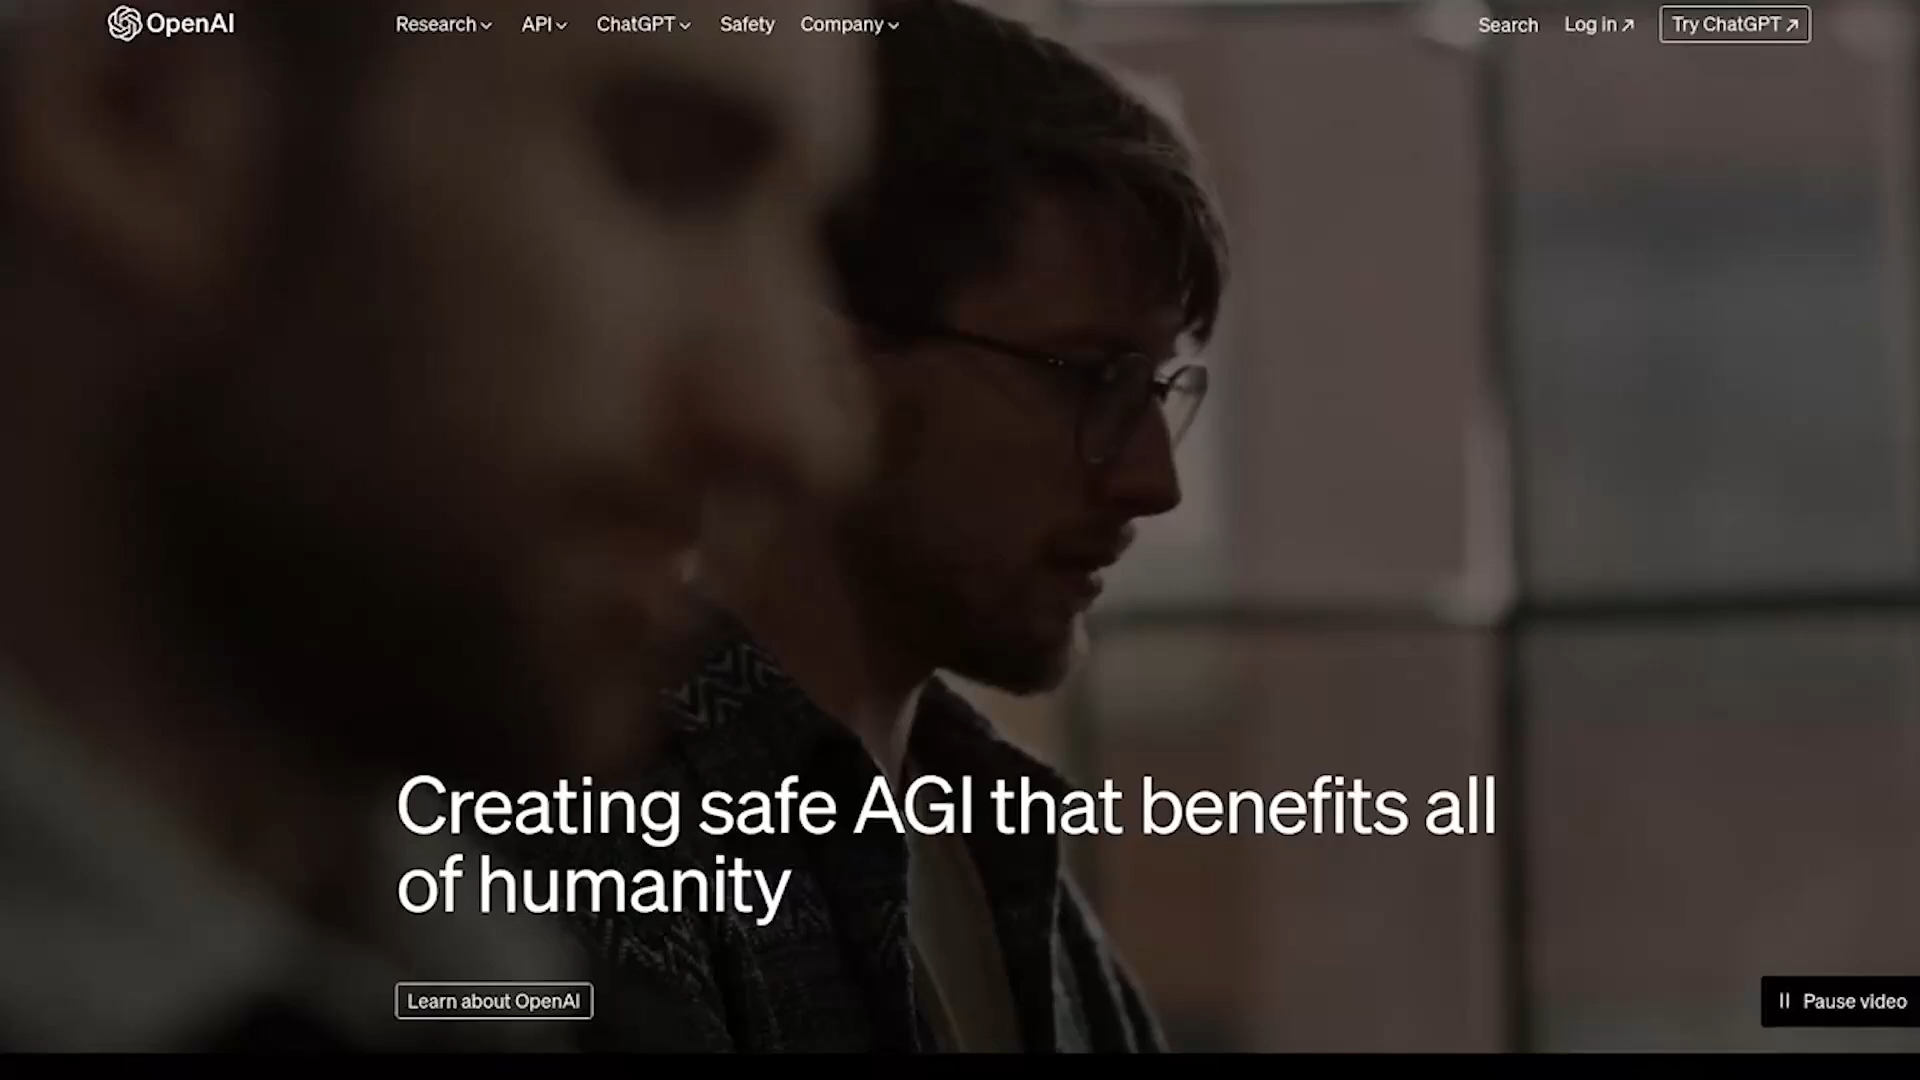 OpenAI
Research API ChatGPT Safety Company
Search Log in ↗ Try ChatGPT ↗
Creating safe AGI that benefits all
of humanity
Learn about OpenAI
Pause video